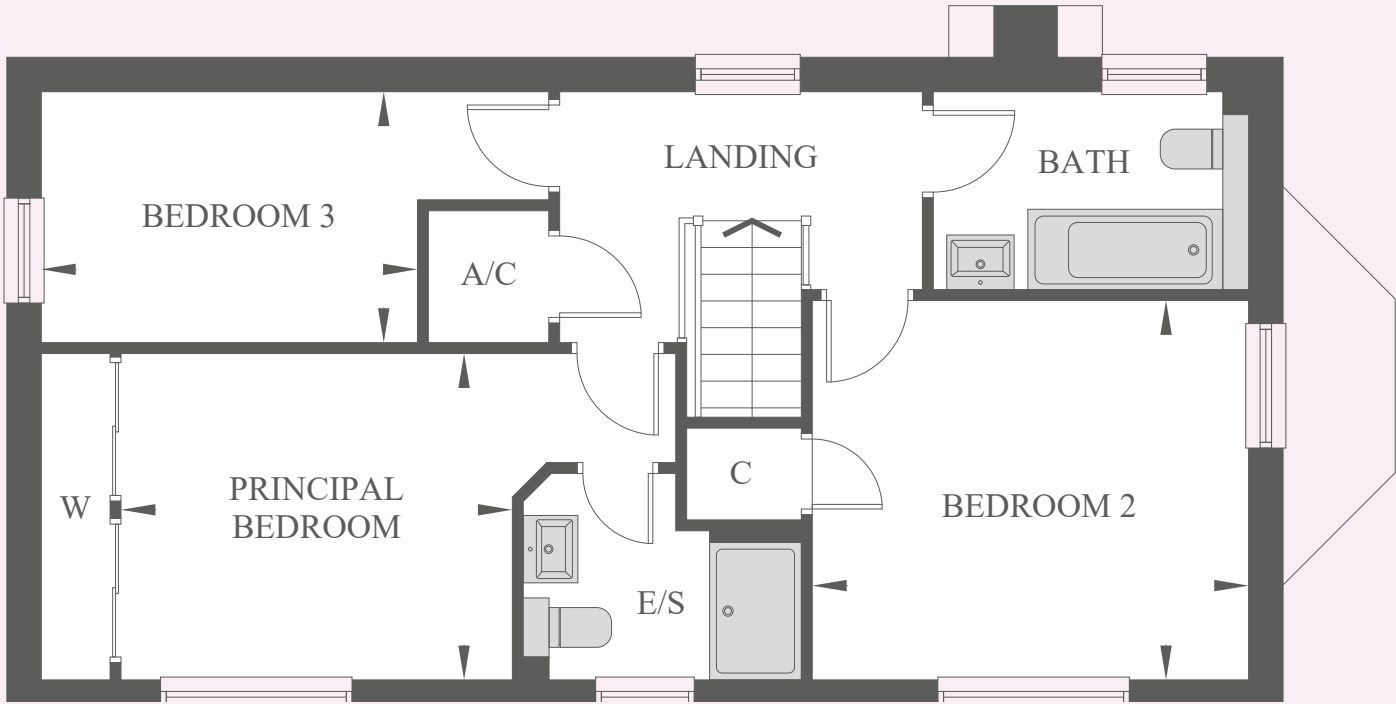 LANDING
BATH
BEDROOM 3
A/C
PRINCIPAL
BEDROOM
W
C
BEDROOM 2
E/S